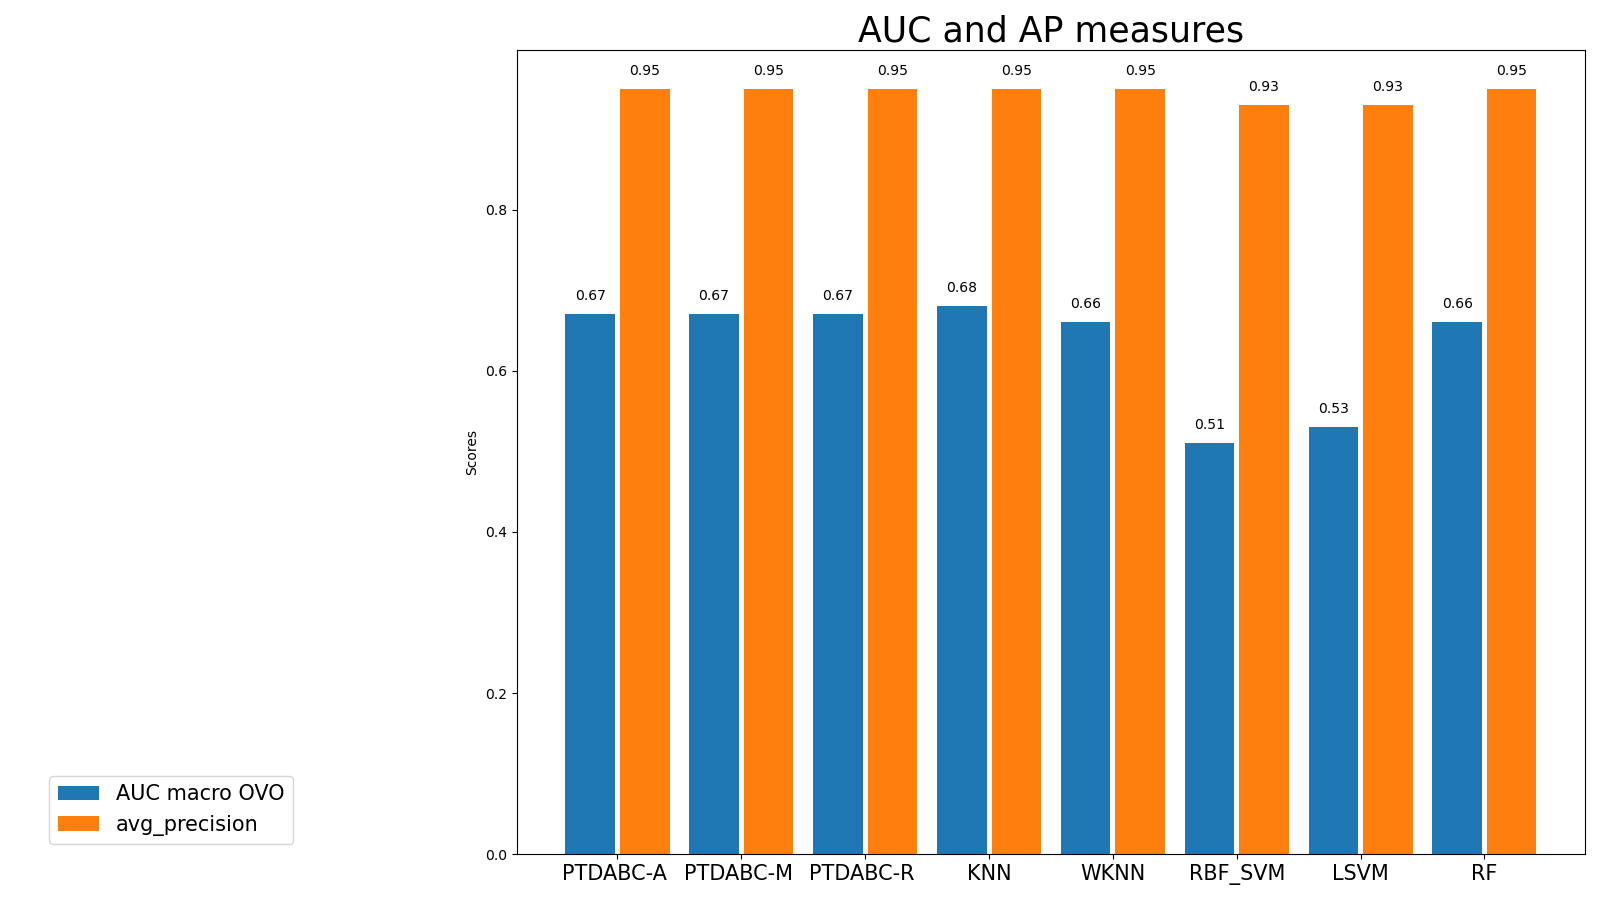 AUC and AP measures
0.95 0.95 0.95 0.95 0.95 0.93 0.93 0.95
0.67 0.67 0.67 0.68 0.66 0.51 0.53 0.66
0.8
0.6
0.4
0.2
0.0
Scores
PTDABC-A PTDABC-M PTDABC-R KNN WKNN RBF_SVM LSVM RF
AUC macro OVO
avg_precision